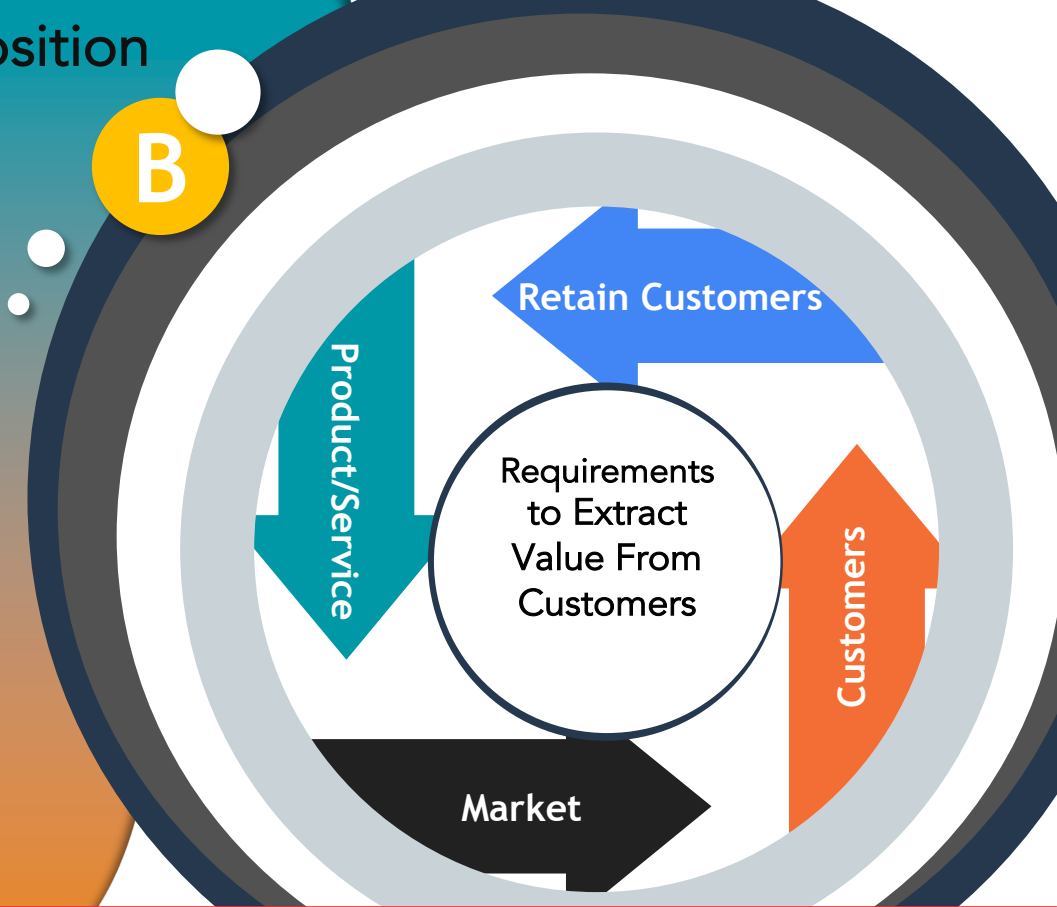 osition
B
Retain Customers
Product/Service
Requirements
to Extract
Value From
Customers
Customers
Market